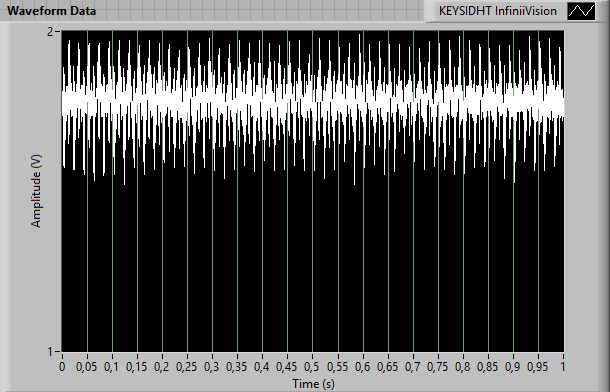 Waveform Data
KEYSIDHT InfiniiVision
2
Amplitude (V)
1
0 0,05 0,1 0,15 0,2 0,25 0,3 0,35 0,4 0,45 0,5 0,55 0,6 0,65 0,7 0,75 0,8 0,85 0,9 0,95 1
Time (s)